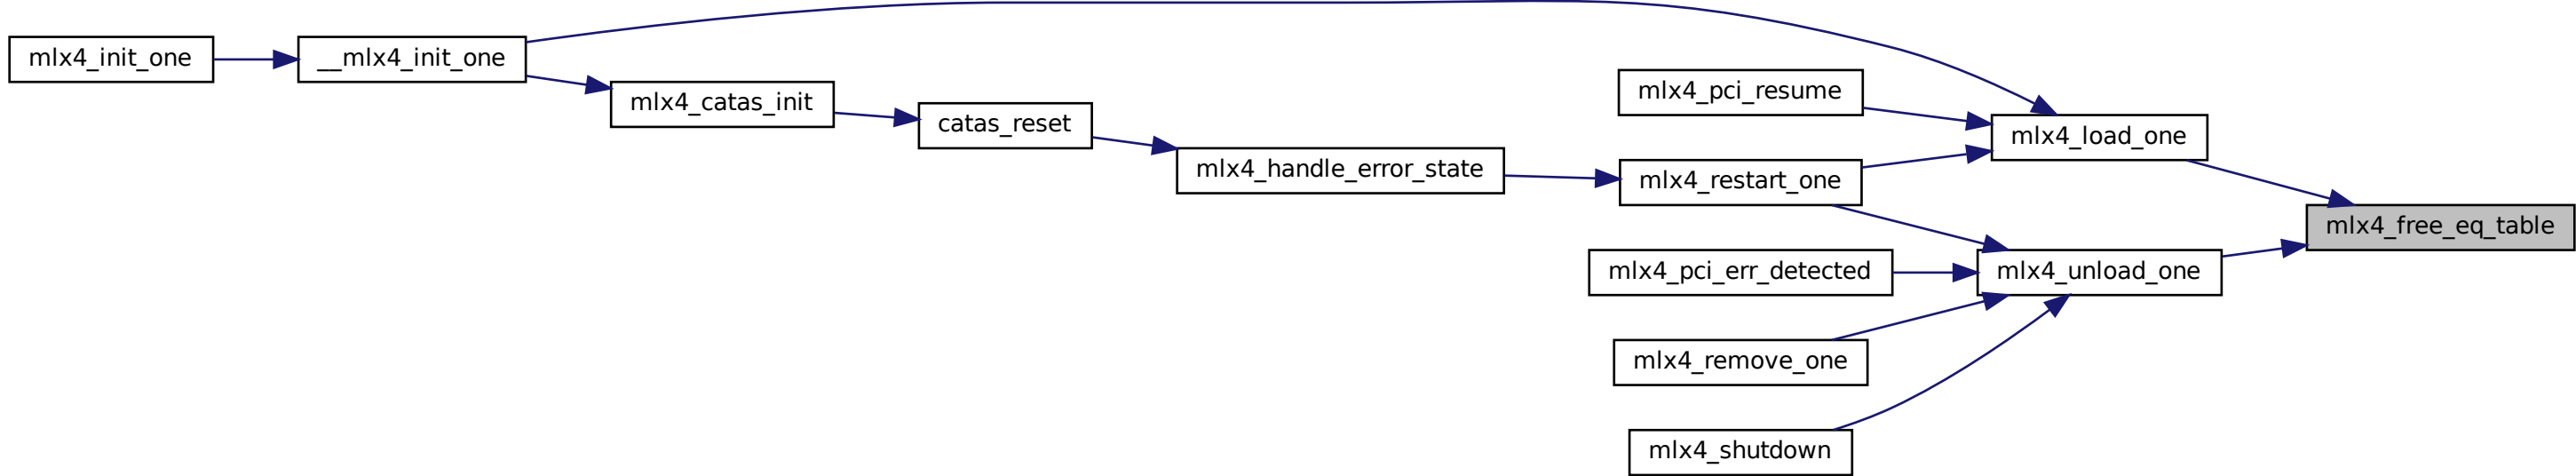 mlx4_init_one
__mlx4_init_one
mlx4_catas_init
catas_reset
mlx4_handle_error_state
mlx4_pci_resume
mlx4_restart_one
mlx4_pci_err_detected
mlx4_remove_one
mlx4_shutdown
mlx4_load_one
mlx4_unload_one
mlx4_free_eq_table